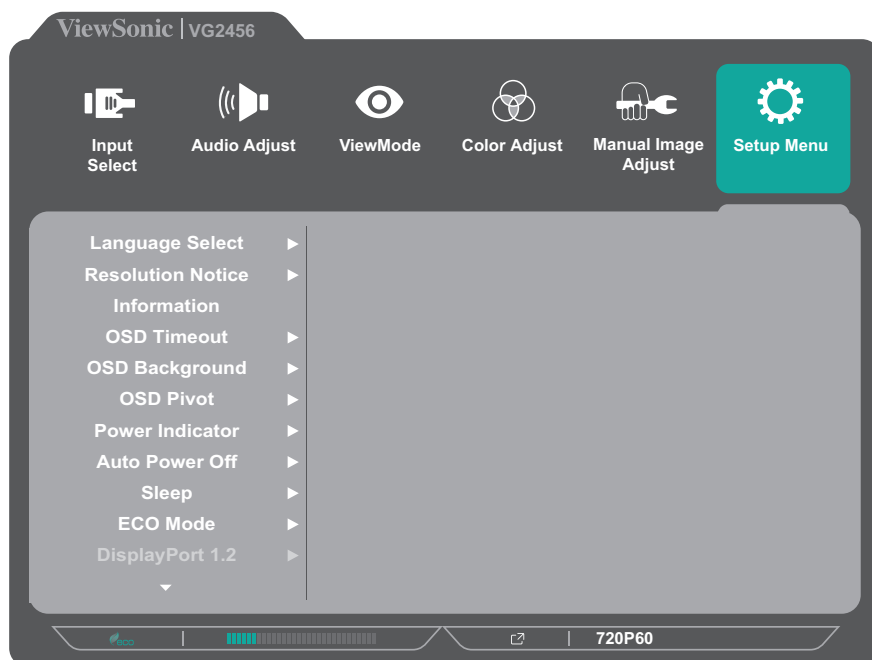 ViewSonic | VG2456
Input Select
Audio Adjust
ViewMode
Color Adjust
Manual Image Adjust
Setup Menu
Language Select
Resolution Notice
Information
OSD Timeout
OSD Background
OSD Pivot
Power Indicator
Auto Power Off
Sleep
ECO Mode
DisplayPort 1.2
eco
720P60